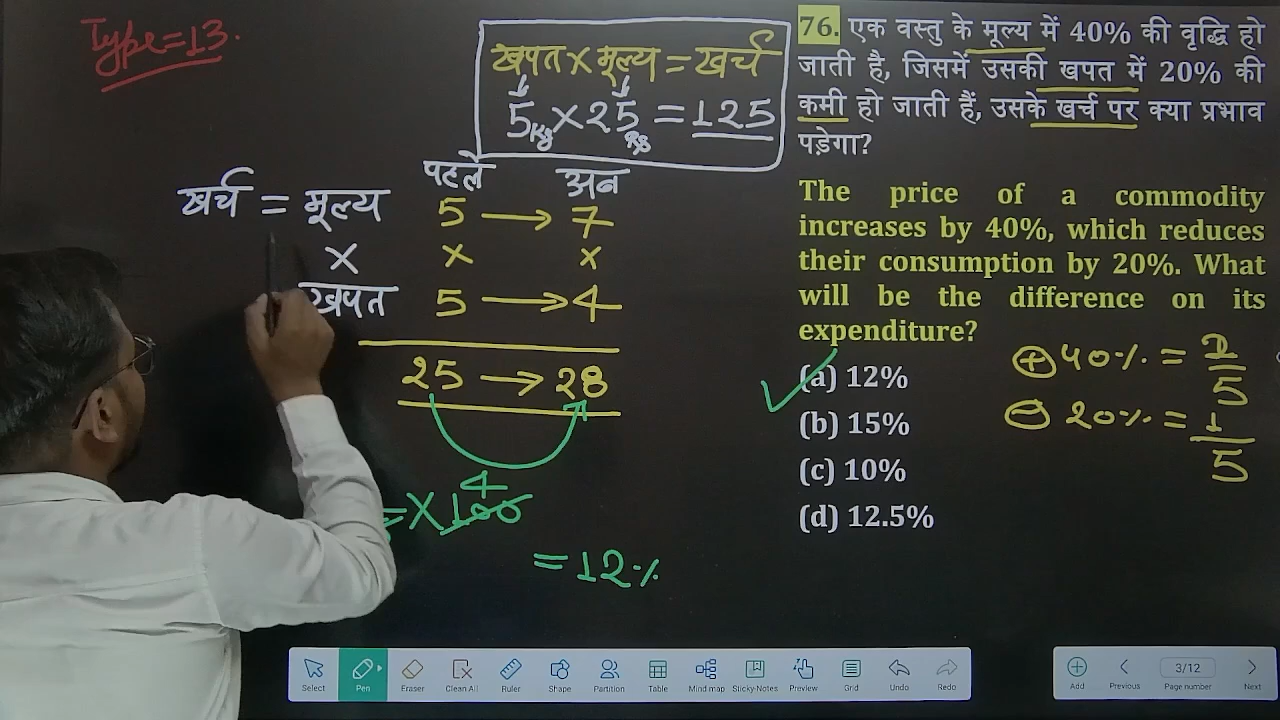 Type=13.
खपत × मूल्य = खर्च
5kg × 25Rs = 125
पहले अब
खर्च = मूल्य 5 → 7
× × ×
खपत 5 → 4
25 → 28
× 100 4
= 12%
76. एक वस्तु के मूल्य में 40% की वृद्धि हो
जाती है, जिसमें उसकी खपत में 20% की
कमी हो जाती हैं, उसके खर्च पर क्या प्रभाव
पड़ेगा?
The price of a commodity
increases by 40%, which reduces
their consumption by 20%. What
will be the difference on its
expenditure?
(a) 12%
(b) 15%
(c) 10%
(d) 12.5%
+ 40% = 2/5
- 20% = 1/5
Select Pen Eraser Clean All Ruler Shape Partition Table Mind map Sticky-Notes Preview Grid Undo Redo
Add Previous 3/12 Page number Next